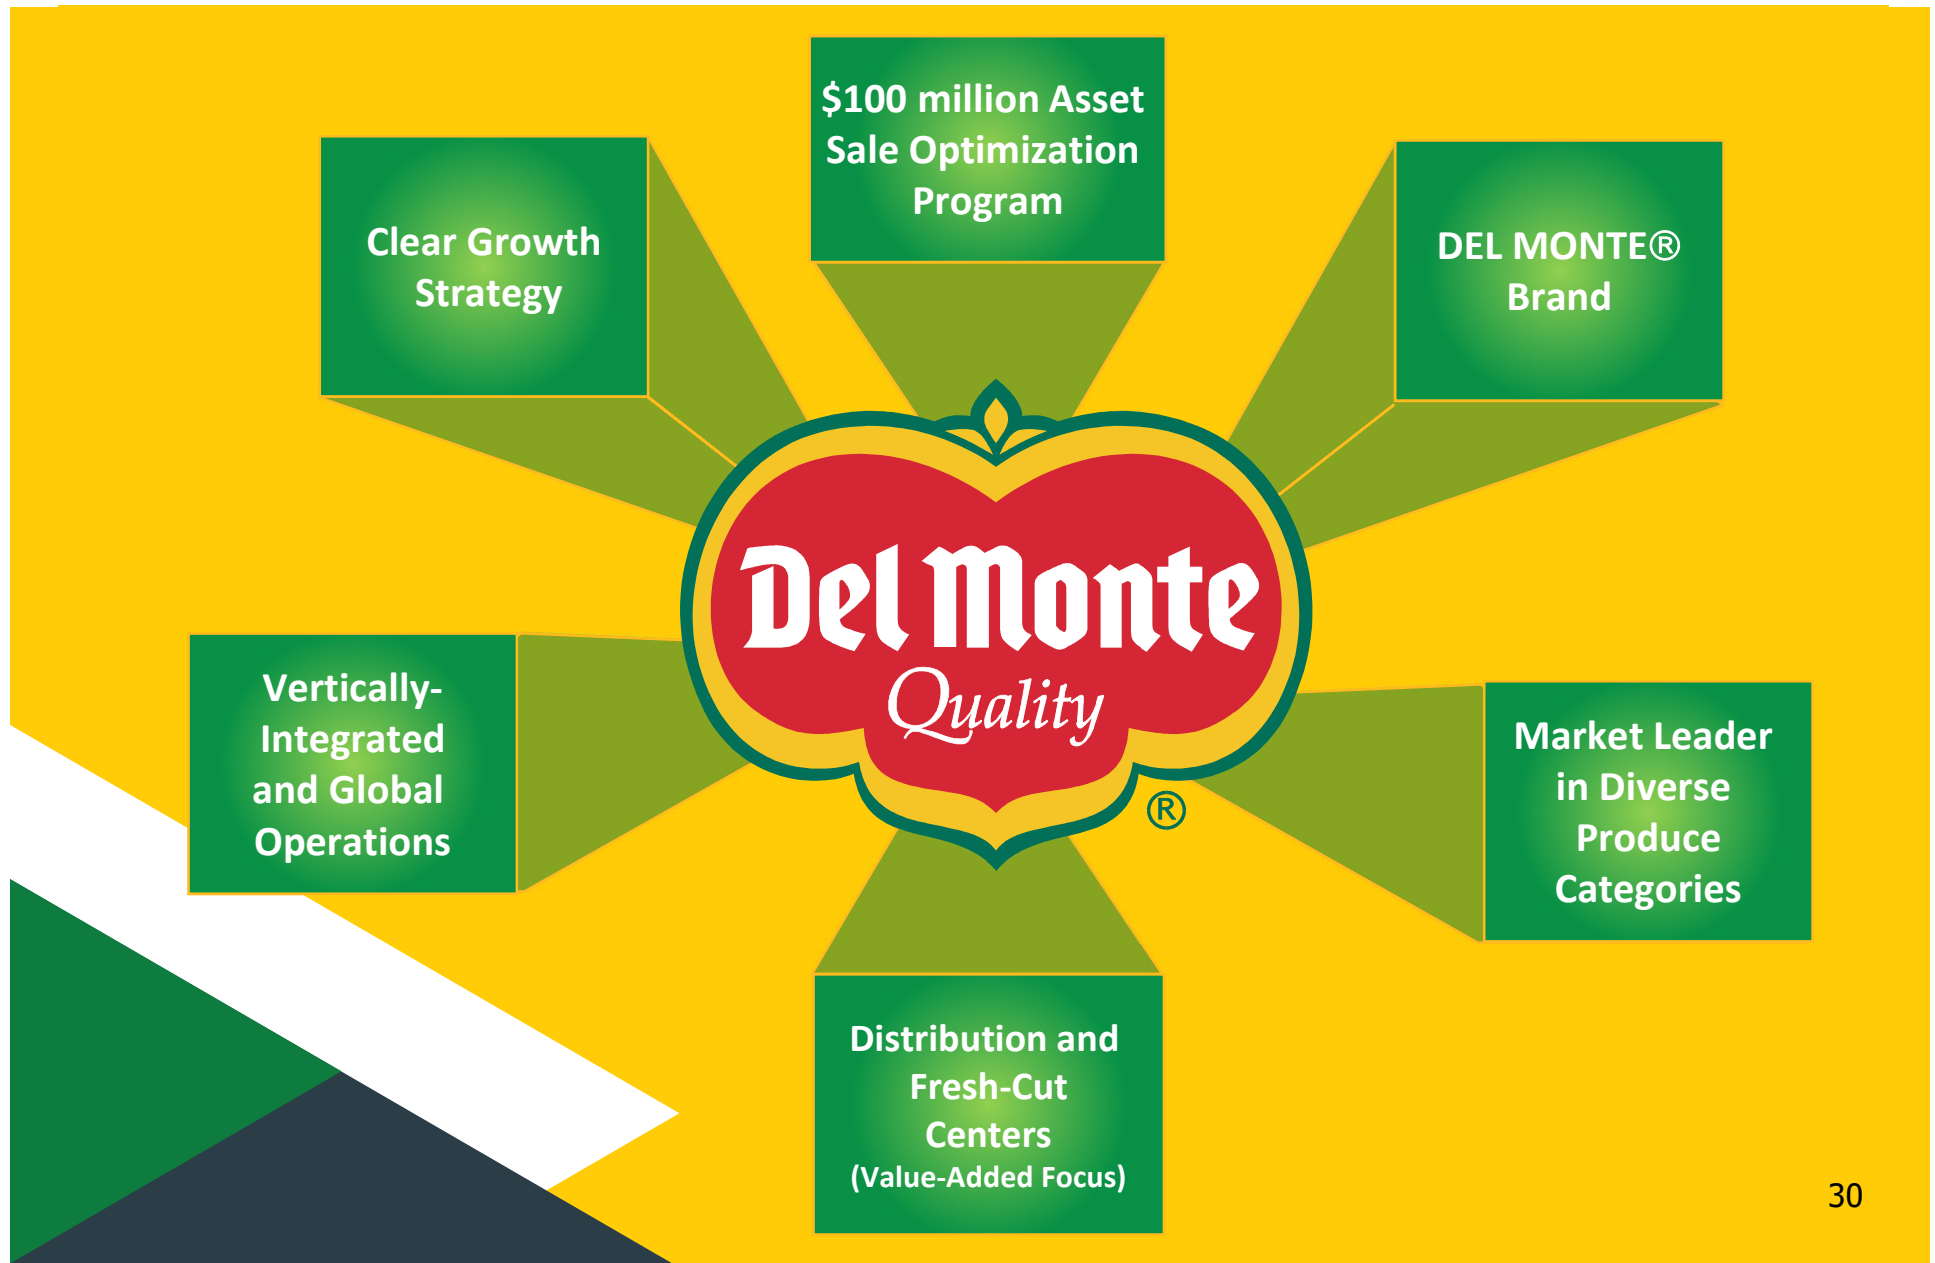 $100 million Asset
Sale Optimization
Program
Clear Growth
Strategy
DEL MONTE®
Brand
Del Monte
Quality
®
Vertically-
Integrated
and Global
Operations
Market Leader
in Diverse
Produce
Categories
Distribution and
Fresh-Cut
Centers
(Value-Added Focus)
30